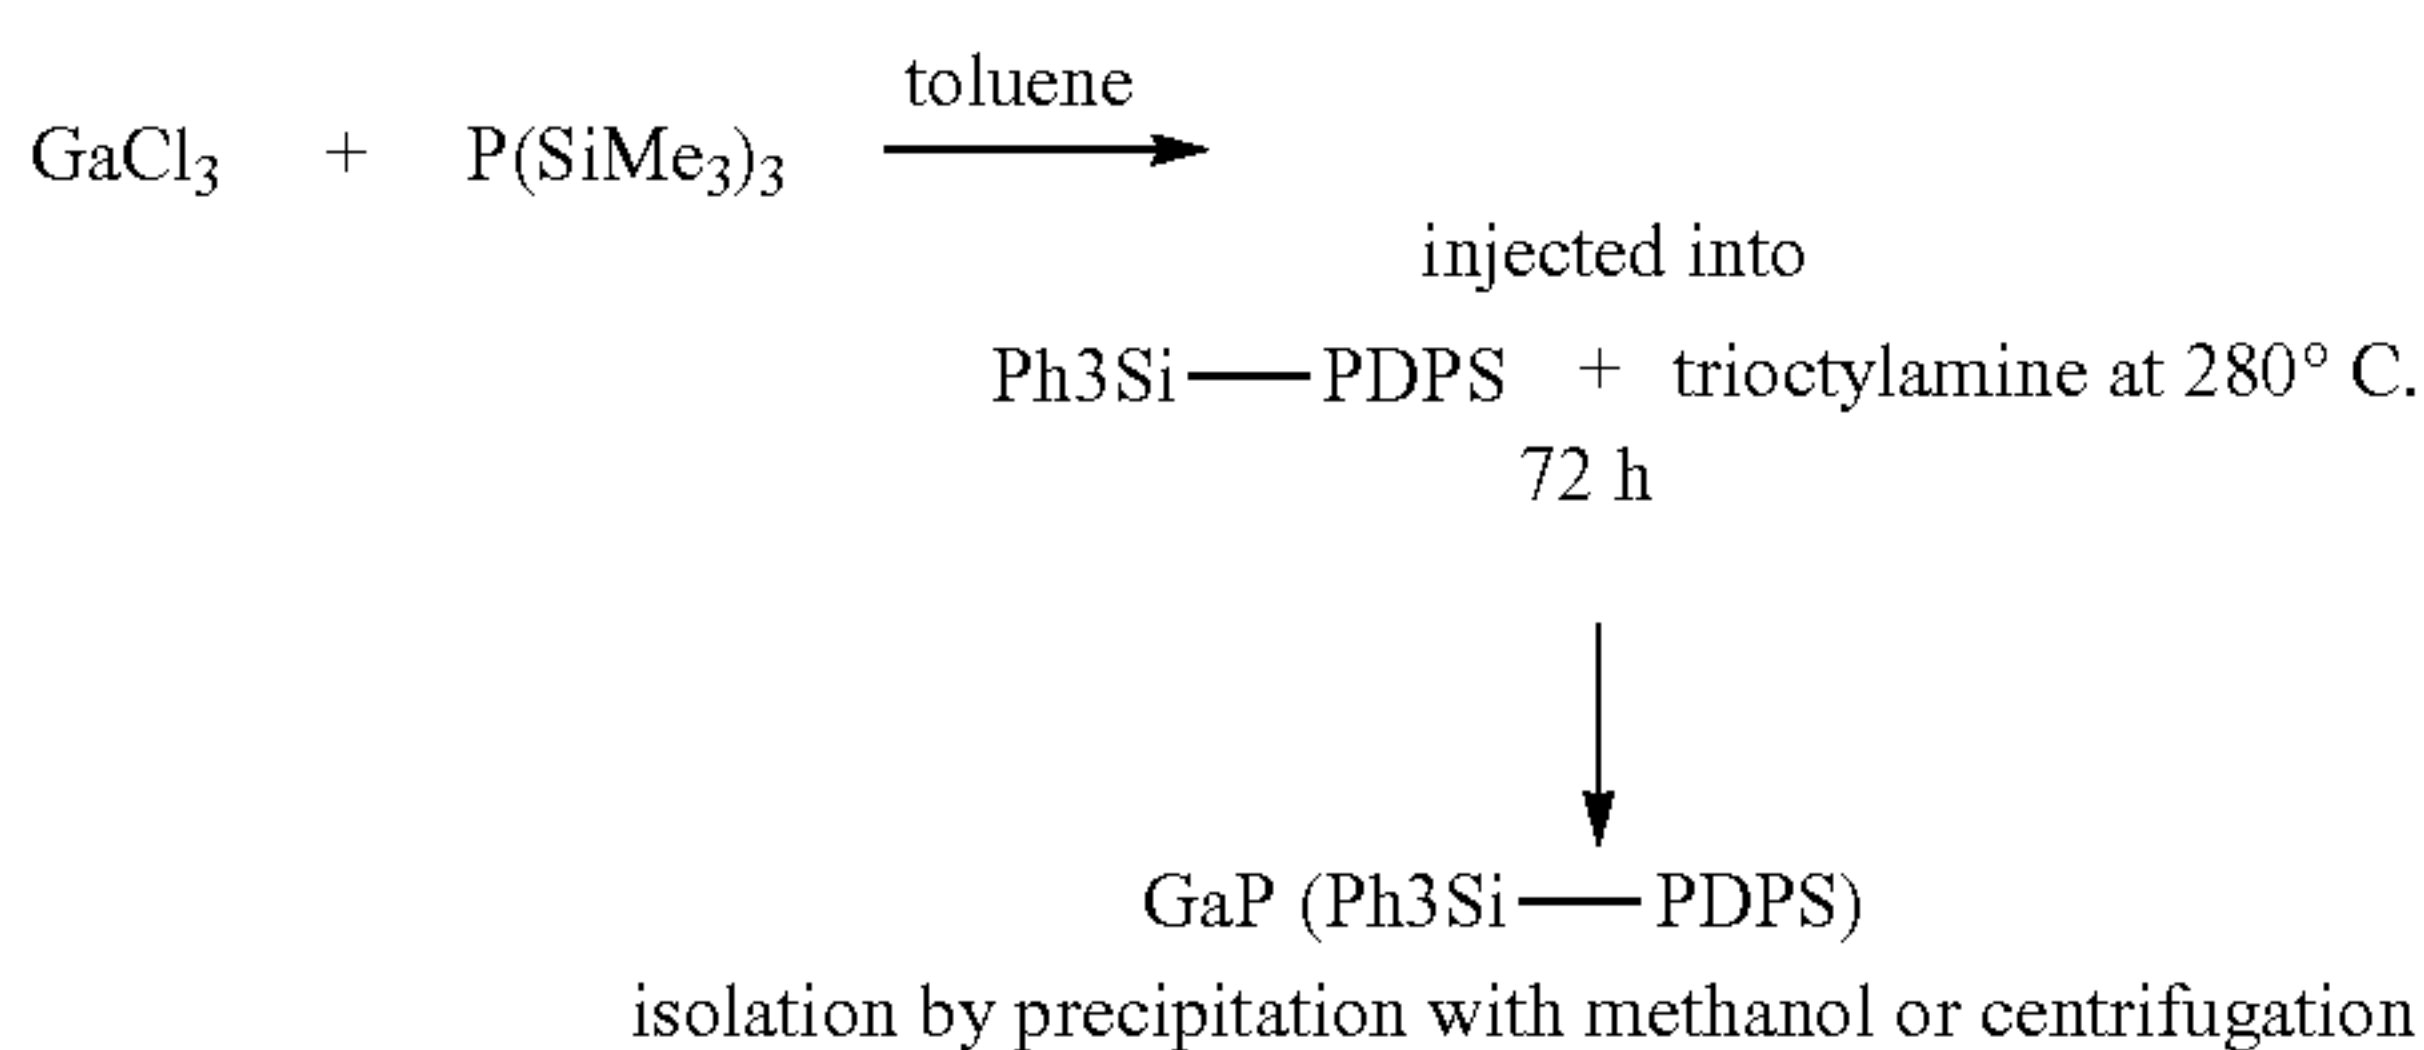 toluene
GaCl₃ + P(SiMe₃)₃
injected into
Ph3Si—PDPS + trioctylamine at 280° C.
72 h
GaP (Ph3Si—PDPS)
isolation by precipitation with methanol or centrifugation